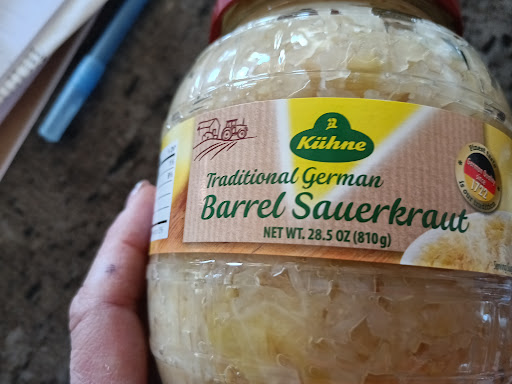 Kühne
Traditional German
Barrel Sauerkraut
NET WT. 28.5 OZ (810g)